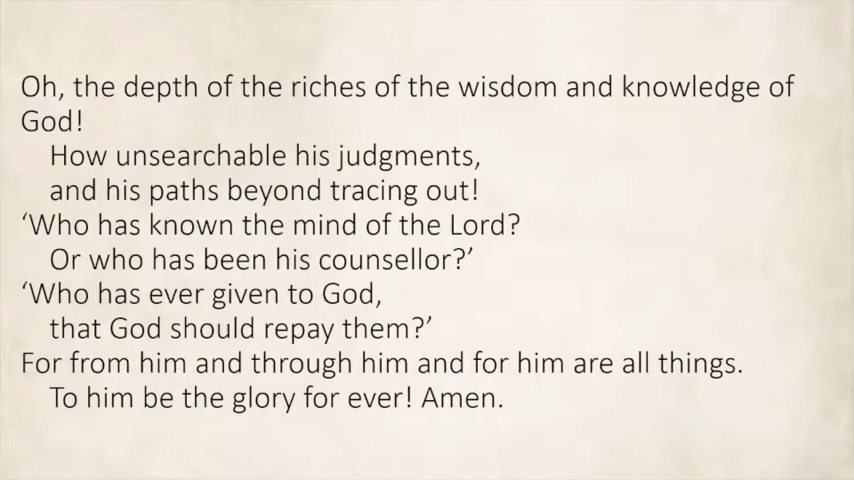 Oh, the depth of the riches of the wisdom and knowledge of
God!
How unsearchable his judgments,
and his paths beyond tracing out!
‘Who has known the mind of the Lord?
Or who has been his counsellor?’
‘Who has ever given to God,
that God should repay them?’
For from him and through him and for him are all things.
To him be the glory for ever! Amen.